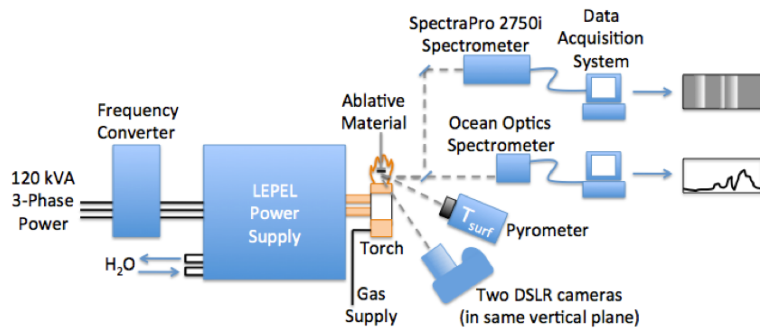 SpectraPro 2750i
Spectrometer
Data
Acquisition
System
Frequency
Converter
Ablative
Material
Ocean Optics
Spectrometer
120 kVA
3-Phase
Power
LEPEL
Power
Supply
Tsurf
Pyrometer
Torch
H2O
Gas
Supply
Two DSLR cameras
(in same vertical plane)